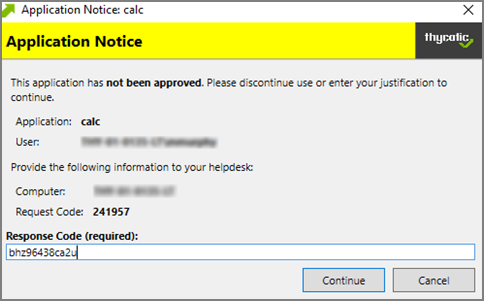 Application Notice: calc
Application Notice
thycotic
This application has not been approved. Please discontinue use or enter your justification to
continue.
Application: calc
User:
Provide the following information to your helpdesk:
Computer:
Request Code: 241957
Response Code (required):
bhz96438ca2u
Continue
Cancel